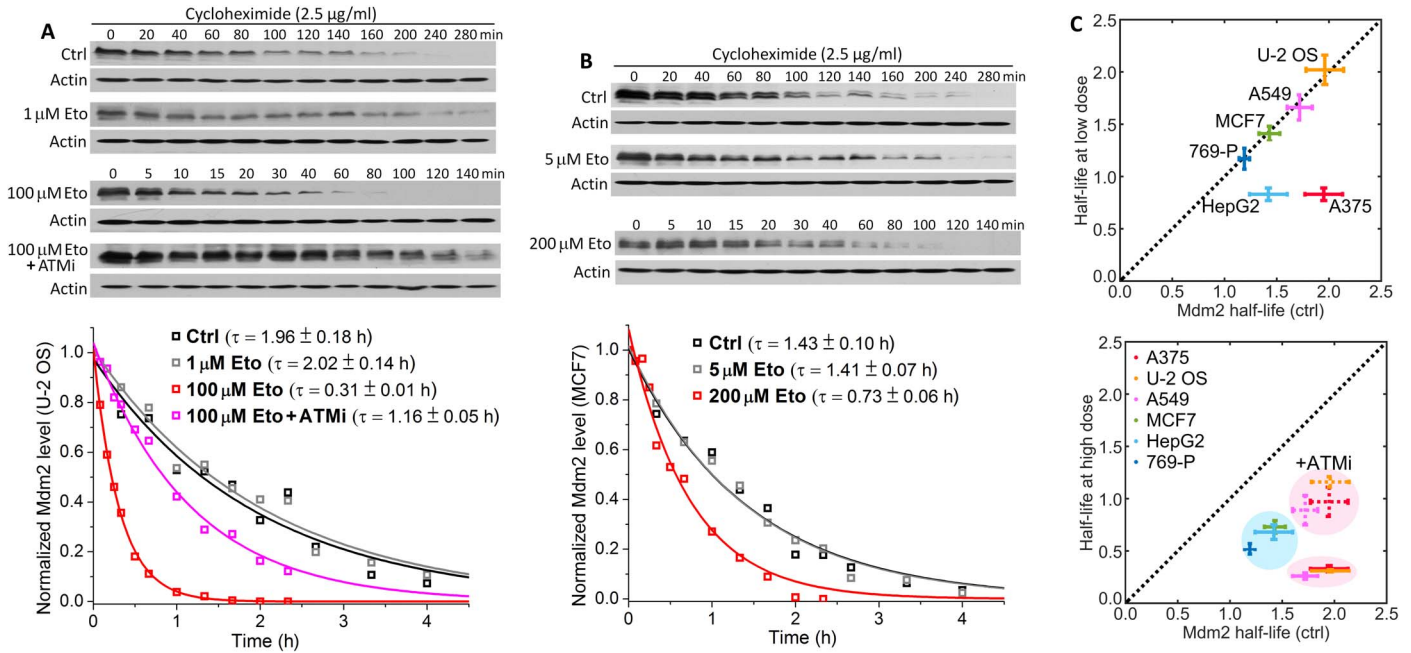 A
Cycloheximide (2.5 µg/ml)
0 20 40 60 80 100 120 140 160 200 240 280 min
Ctrl
Actin
1 µM Eto
Actin
0 5 10 15 20 30 40 60 80 100 120 140 min
100 µM Eto
Actin
100 µM Eto
+ATMi
Actin
Normalized Mdm2 level (U-2 OS)
1.0
0.8
0.6
0.4
0.2
0.0
Ctrl (τ = 1.96 ± 0.18 h)
1 µM Eto (τ = 2.02 ± 0.14 h)
100 µM Eto (τ = 0.31 ± 0.01 h)
100 µM Eto + ATMi (τ = 1.16 ± 0.05 h)
0 1 2 3 4
Time (h)
B
Cycloheximide (2.5 µg/ml)
0 20 40 60 80 100 120 140 160 200 240 280 min
Ctrl
Actin
5 µM Eto
Actin
0 5 10 15 20 30 40 60 80 100 120 140 min
200 µM Eto
Actin
Normalized Mdm2 level (MCF7)
1.0
0.8
0.6
0.4
0.2
0.0
Ctrl (τ = 1.43 ± 0.10 h)
5 µM Eto (τ = 1.41 ± 0.07 h)
200 µM Eto (τ = 0.73 ± 0.06 h)
0 1 2 3 4
Time (h)
C
Half-life at low dose
2.5
2.0
1.5
1.0
0.5
0.0
U-2 OS
A549
MCF7
769-P
HepG2
A375
0.0 0.5 1.0 1.5 2.0 2.5
Mdm2 half-life (ctrl)
Half-life at high dose
2.5
2.0
1.5
1.0
0.5
0.0
A375
U-2 OS
A549
MCF7
HepG2
769-P
+ATMi
0.0 0.5 1.0 1.5 2.0 2.5
Mdm2 half-life (ctrl)